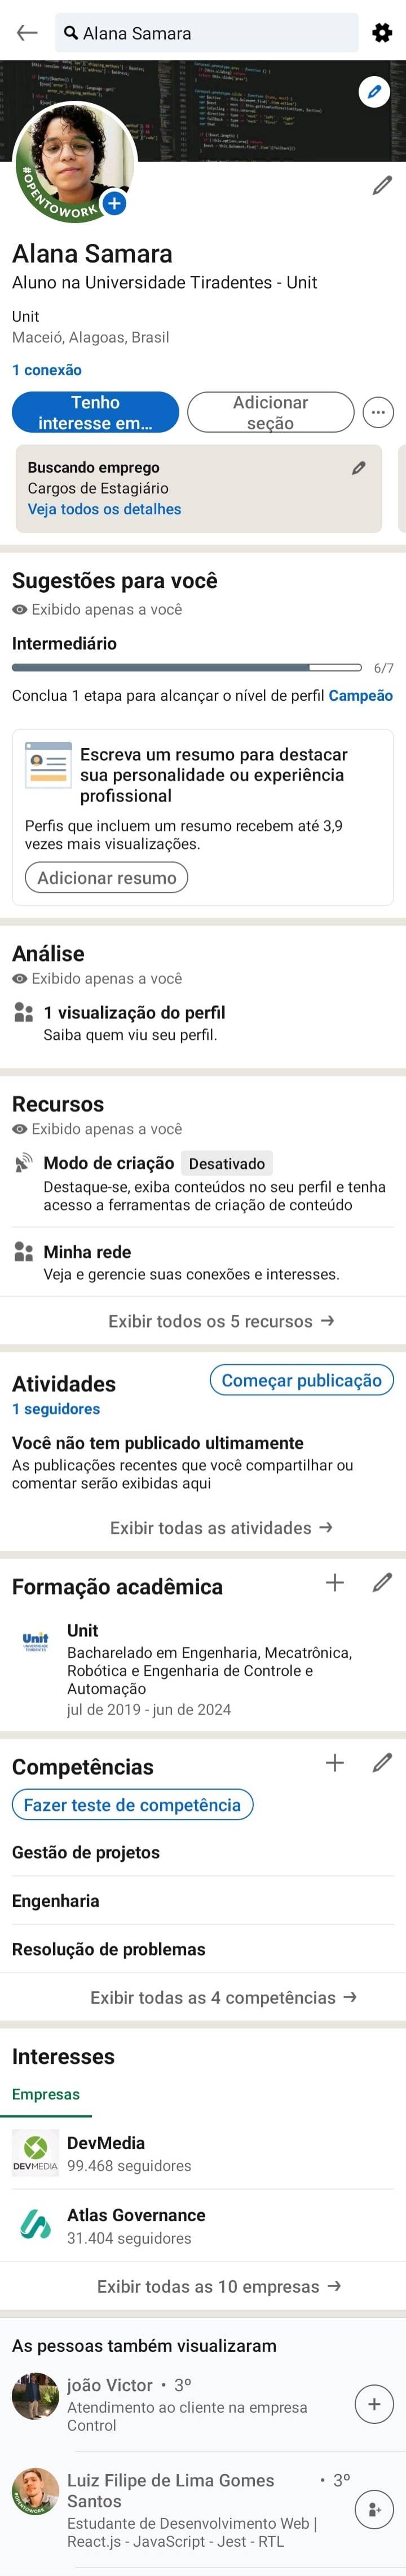 Alana Samara
#OPENTOWORK
Alana Samara
Aluno na Universidade Tiradentes - Unit
Unit
Maceió, Alagoas, Brasil
1 conexão
Tenho
interesse em...
Adicionar
seção
Buscando emprego
Cargos de Estagiário
Veja todos os detalhes
Sugestões para você
Exibido apenas a você
Intermediário
6/7
Conclua 1 etapa para alcançar o nível de perfil Campeão
Escreva um resumo para destacar
sua personalidade ou experiência
profissional
Perfis que incluem um resumo recebem até 3,9
vezes mais visualizações.
Adicionar resumo
Análise
Exibido apenas a você
1 visualização do perfil
Saiba quem viu seu perfil.
Recursos
Exibido apenas a você
Modo de criação Desativado
Destaque-se, exiba conteúdos no seu perfil e tenha
acesso a ferramentas de criação de conteúdo
Minha rede
Veja e gerencie suas conexões e interesses.
Exibir todos os 5 recursos →
Atividades
Começar publicação
1 seguidores
Você não tem publicado ultimamente
As publicações recentes que você compartilhar ou
comentar serão exibidas aqui
Exibir todas as atividades →
Formação acadêmica
Unit
Unit
Bacharelado em Engenharia, Mecatrônica,
Robótica e Engenharia de Controle e
Automação
jul de 2019 - jun de 2024
Competências
Fazer teste de competência
Gestão de projetos
Engenharia
Resolução de problemas
Exibir todas as 4 competências →
Interesses
Empresas
DEVMEDIA
DevMedia
99.468 seguidores
Atlas Governance
31.404 seguidores
Exibir todas as 10 empresas →
As pessoas também visualizaram
joão Victor • 3º
Atendimento ao cliente na empresa
Control
Luiz Filipe de Lima Gomes
Santos
• 3º
#OPENTOWORK
Estudante de Desenvolvimento Web |
React.js - JavaScript - Jest - RTL